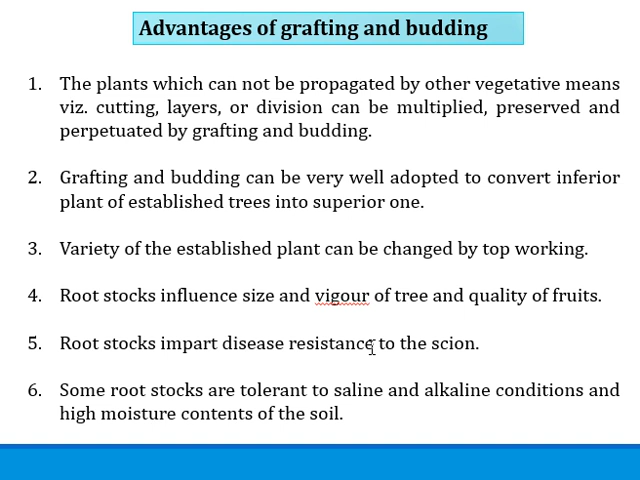 Advantages of grafting and budding
1. The plants which can not be propagated by other vegetative means
viz. cutting, layers, or division can be multiplied, preserved and
perpetuated by grafting and budding.
2. Grafting and budding can be very well adopted to convert inferior
plant of established trees into superior one.
3. Variety of the established plant can be changed by top working.
4. Root stocks influence size and vigour of tree and quality of fruits.
5. Root stocks impart disease resistance to the scion.
6. Some root stocks are tolerant to saline and alkaline conditions and
high moisture contents of the soil.